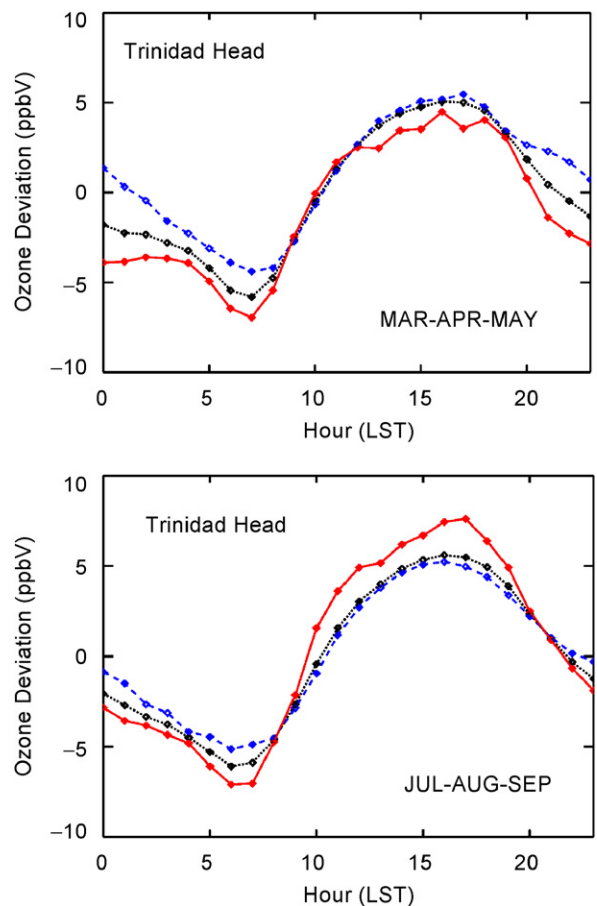 10
Trinidad Head
5
0
−5
−10
Ozone Deviation (ppbV)
MAR-APR-MAY
0 5 10 15 20
Hour (LST)
10
Trinidad Head
5
0
−5
−10
Ozone Deviation (ppbV)
JUL-AUG-SEP
0 5 10 15 20
Hour (LST)